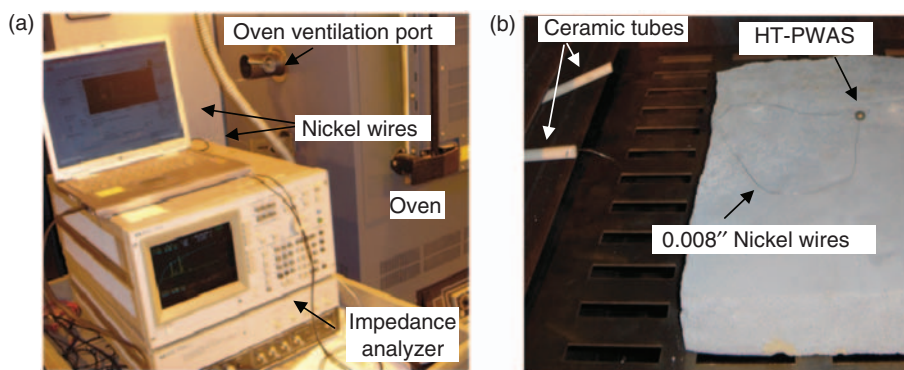 (a)
Oven ventilation port
Nickel wires
Oven
Impedance
analyzer
(b)
Ceramic tubes
HT-PWAS
0.008″ Nickel wires